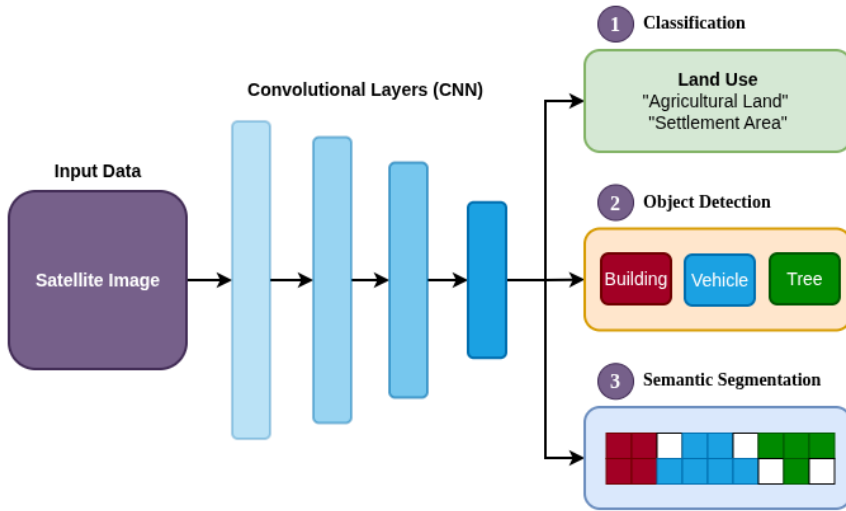 Input Data
Satellite Image
Convolutional Layers (CNN)
1 Classification
Land Use
"Agricultural Land"
"Settlement Area"
2 Object Detection
Building Vehicle Tree
3 Semantic Segmentation